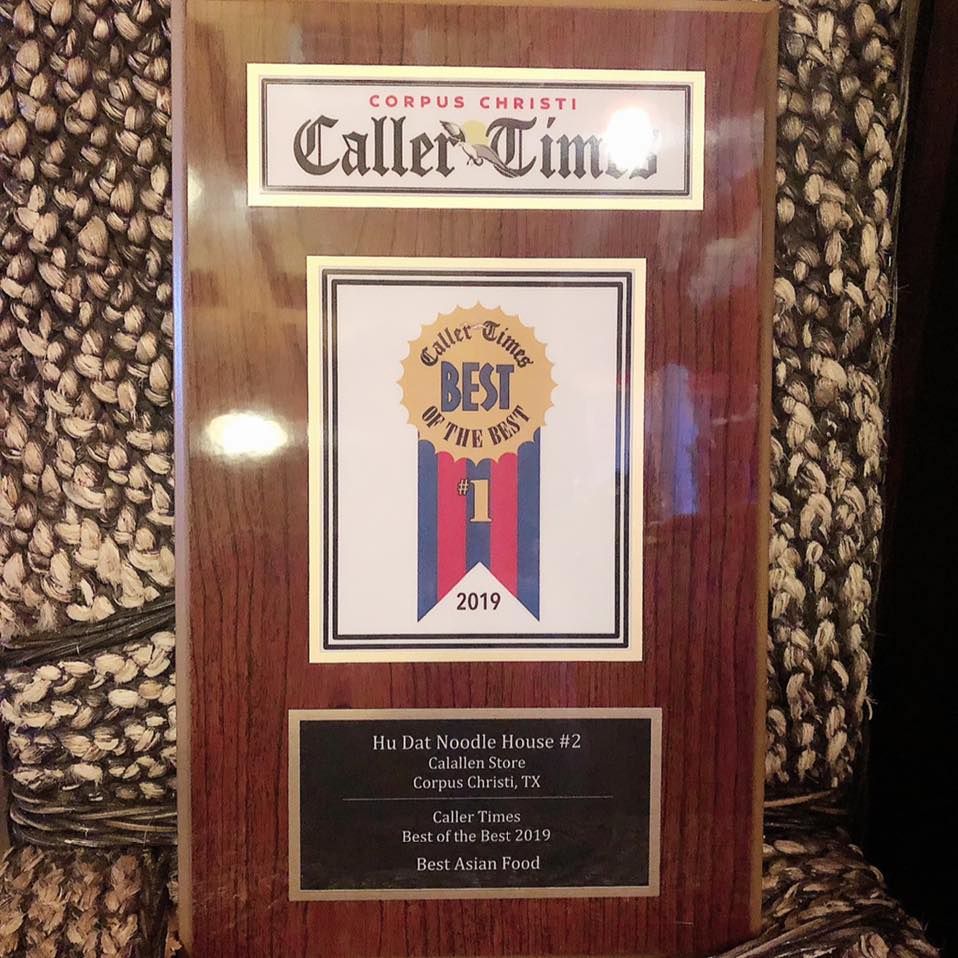 CORPUS CHRISTI
Caller Times
Caller Times
BEST
OF THE BEST
#1
2019
Hu Dat Noodle House #2
Calallen Store
Corpus Christi, TX
Caller Times
Best of the Best 2019
Best Asian Food